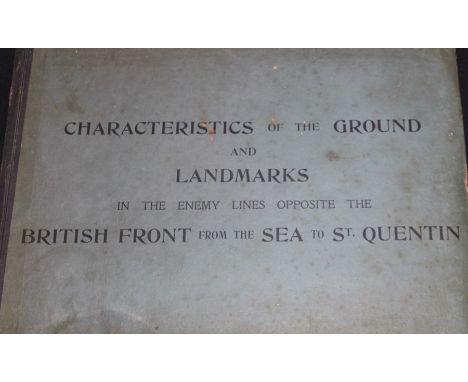 CHARACTERISTICS OF THE GROUND
AND
LANDMARKS
IN THE ENEMY LINES OPPOSITE THE
BRITISH FRONT FROM THE SEA TO ST. QUENTIN